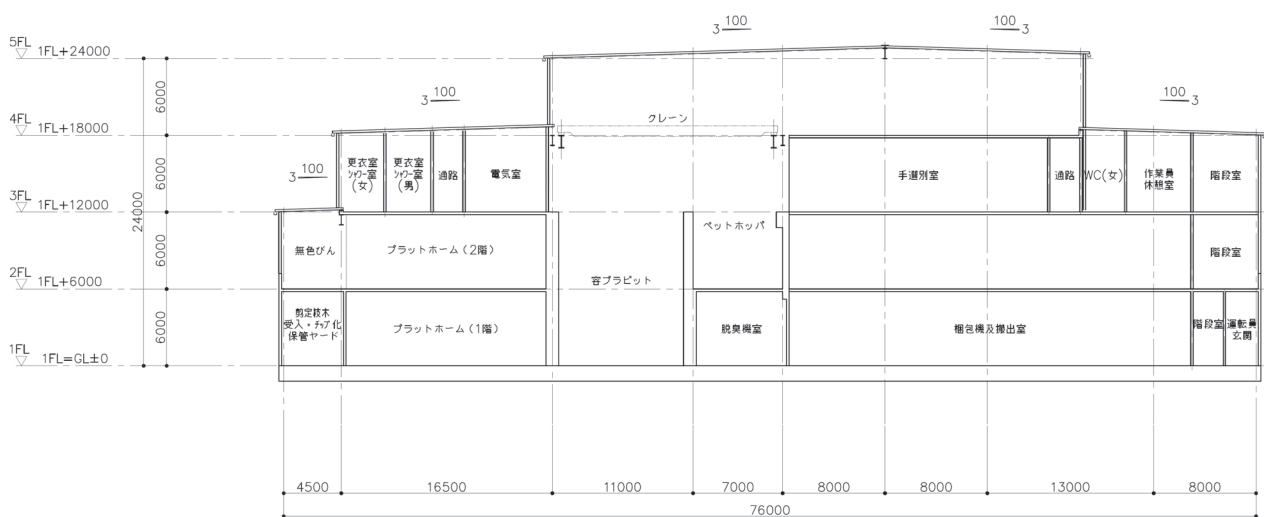 100
3
100
3
5FL
1FL+24000
100
3
100
3
4FL
1FL+18000
クレーン
更衣室
シャワー室
(女)
更衣室
シャワー室
(男)
通路
電気室
手選別室
通路
WC(女)
作業員
休憩室
階段室
100
3
3FL
1FL+12000
無色びん
プラットホーム(2階)
ペットホッパ
階段室
2FL
1FL+6000
容プラピット
剪定枝木
受入・チップ化
保管ヤード
プラットホーム(1階)
脱臭機室
梱包機及搬出室
階段室
運転員
玄関
1FL
1FL=GL±0
6000
6000
6000
6000
24000
4500
16500
11000
7000
8000
8000
13000
8000
76000